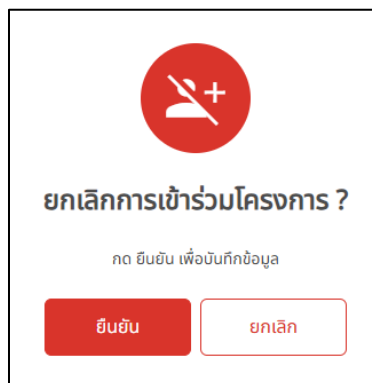 ยกเลิกการเข้าร่วมโครงการ ?
กด ยืนยัน เพื่อบันทึกข้อมูล
ยืนยัน
ยกเลิก